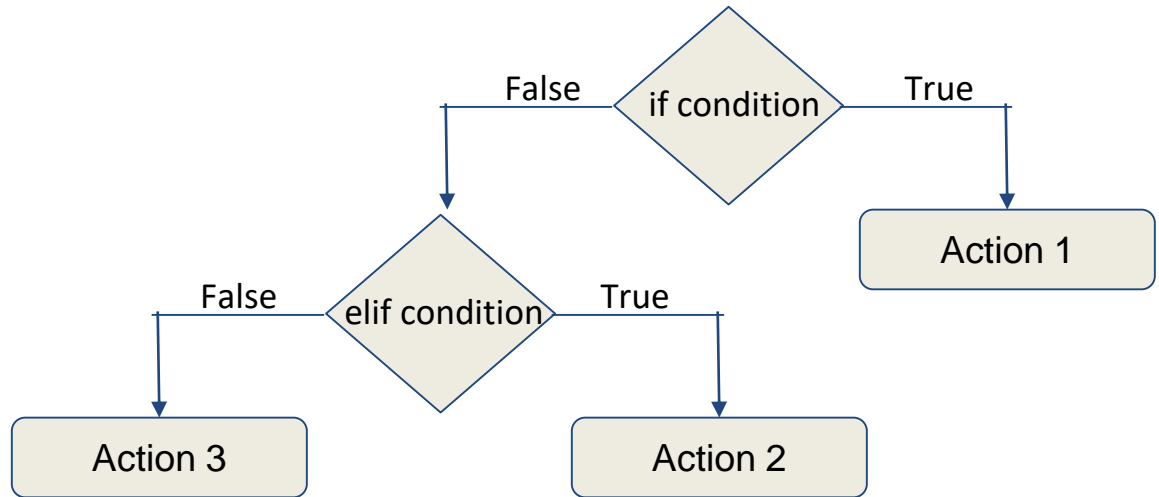 False
if condition
True
Action 1
False
elif condition
True
Action 3
Action 2